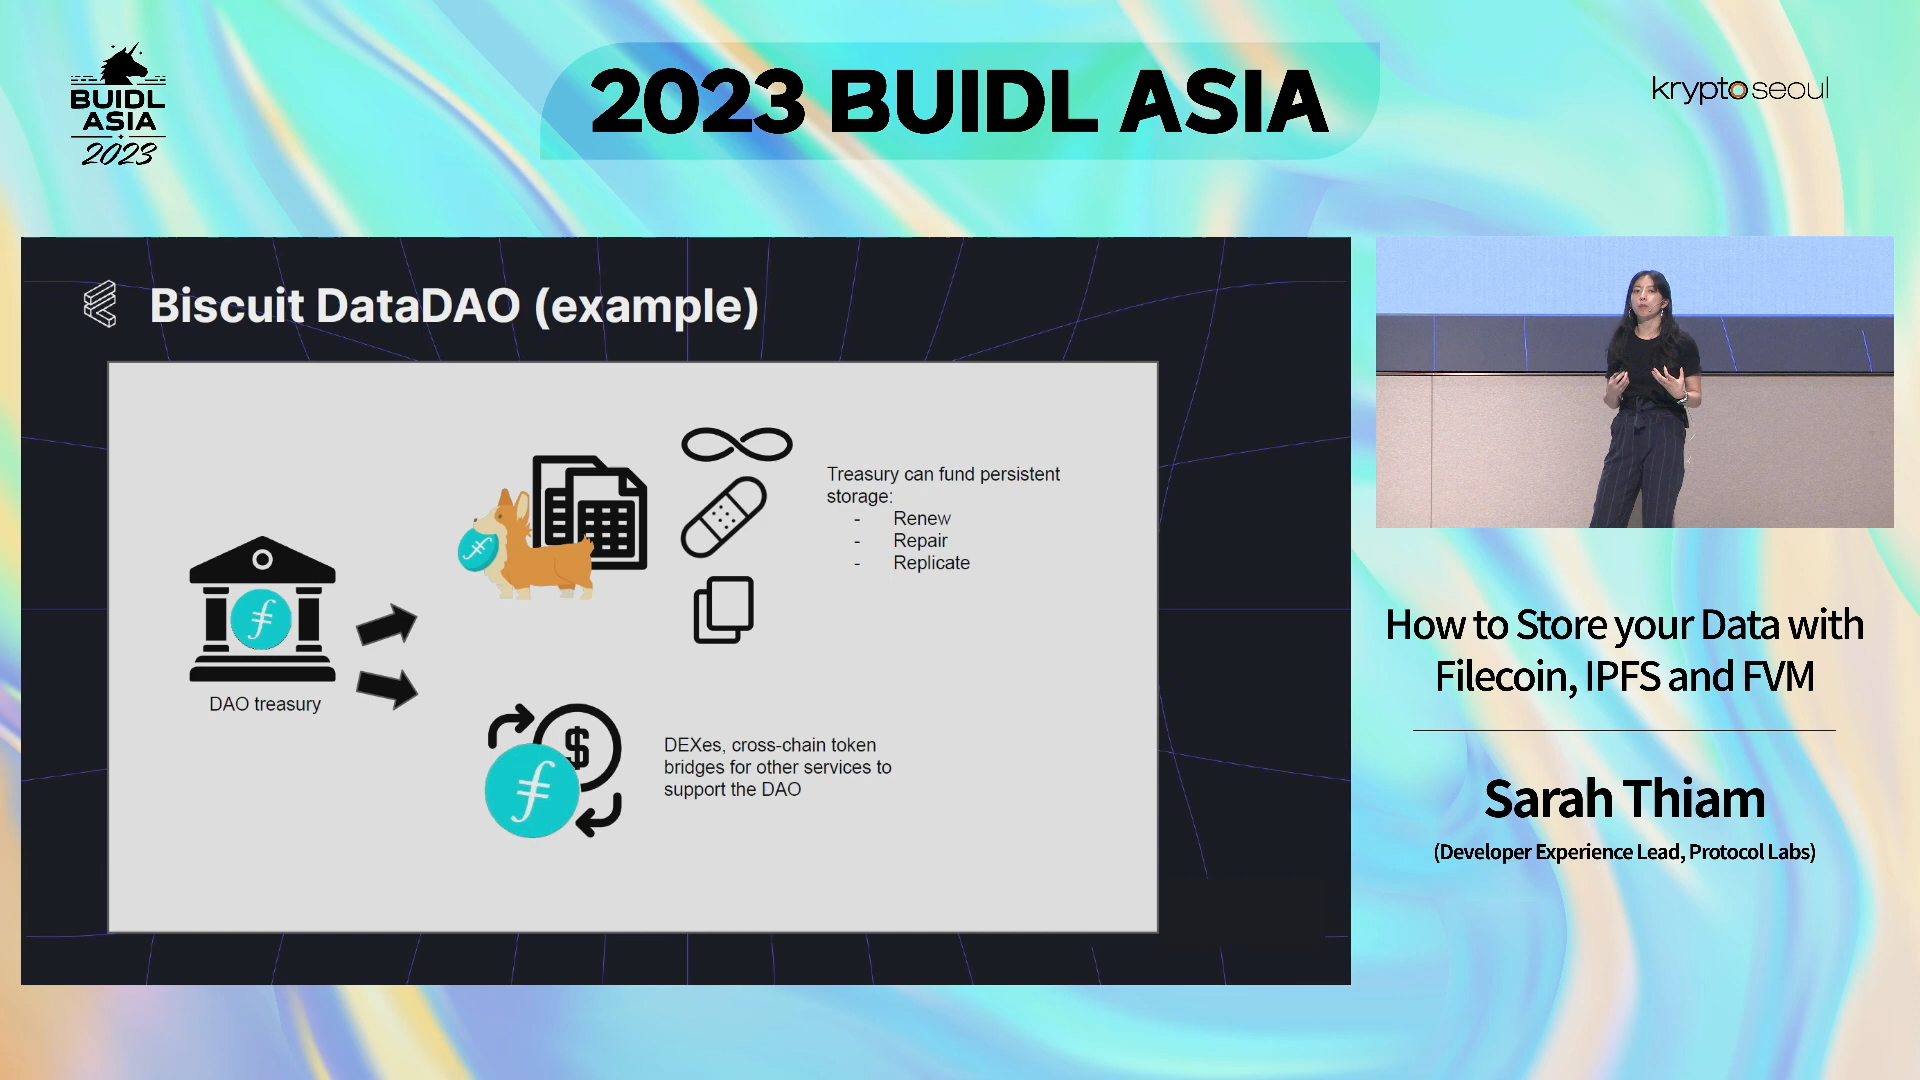 BUIDL
ASIA
2023
2023 BUIDL ASIA
kryptoseoul
Biscuit DataDAO (example)
Treasury can fund persistent
storage:
- Renew
- Repair
- Replicate
DAO treasury
$
DEXes, cross-chain token
bridges for other services to
support the DAO
How to Store your Data with
Filecoin, IPFS and FVM
Sarah Thiam
(Developer Experience Lead, Protocol Labs)